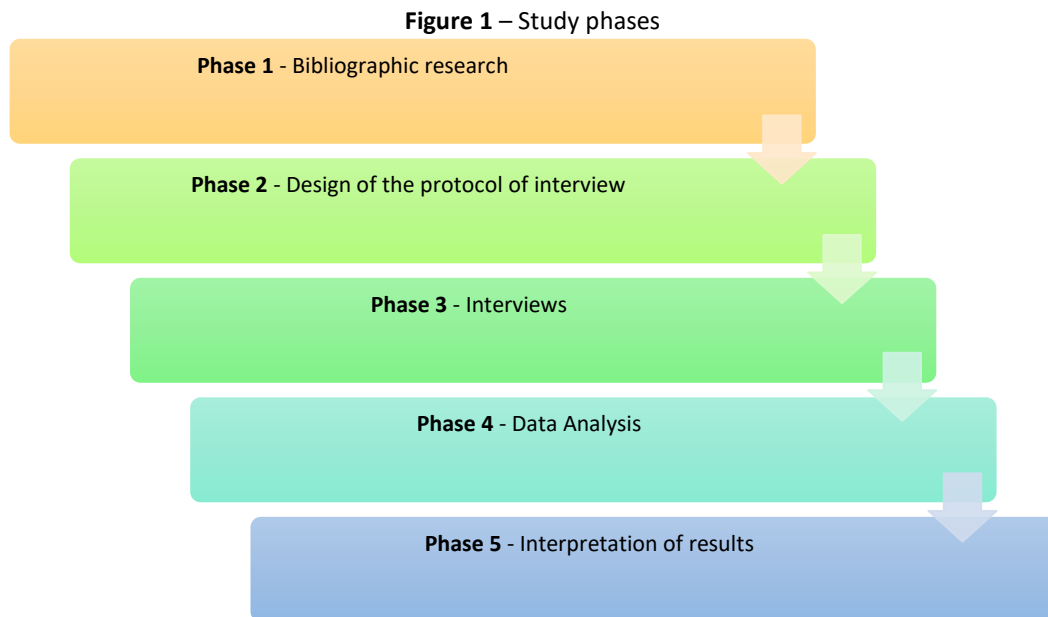 Figure 1 – Study phases
Phase 1 - Bibliographic research
Phase 2 - Design of the protocol of interview
Phase 3 - Interviews
Phase 4 - Data Analysis
Phase 5 - Interpretation of results